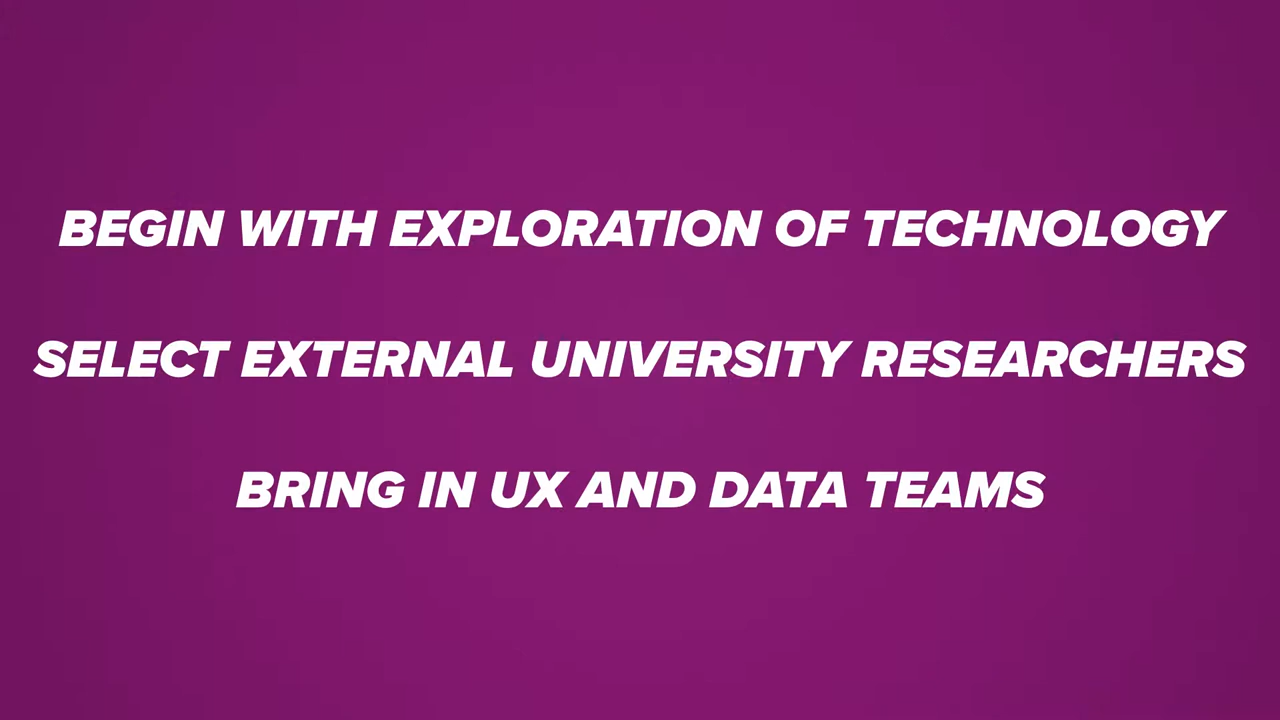 BEGIN WITH EXPLORATION OF TECHNOLOGY
SELECT EXTERNAL UNIVERSITY RESEARCHERS
BRING IN UX AND DATA TEAMS